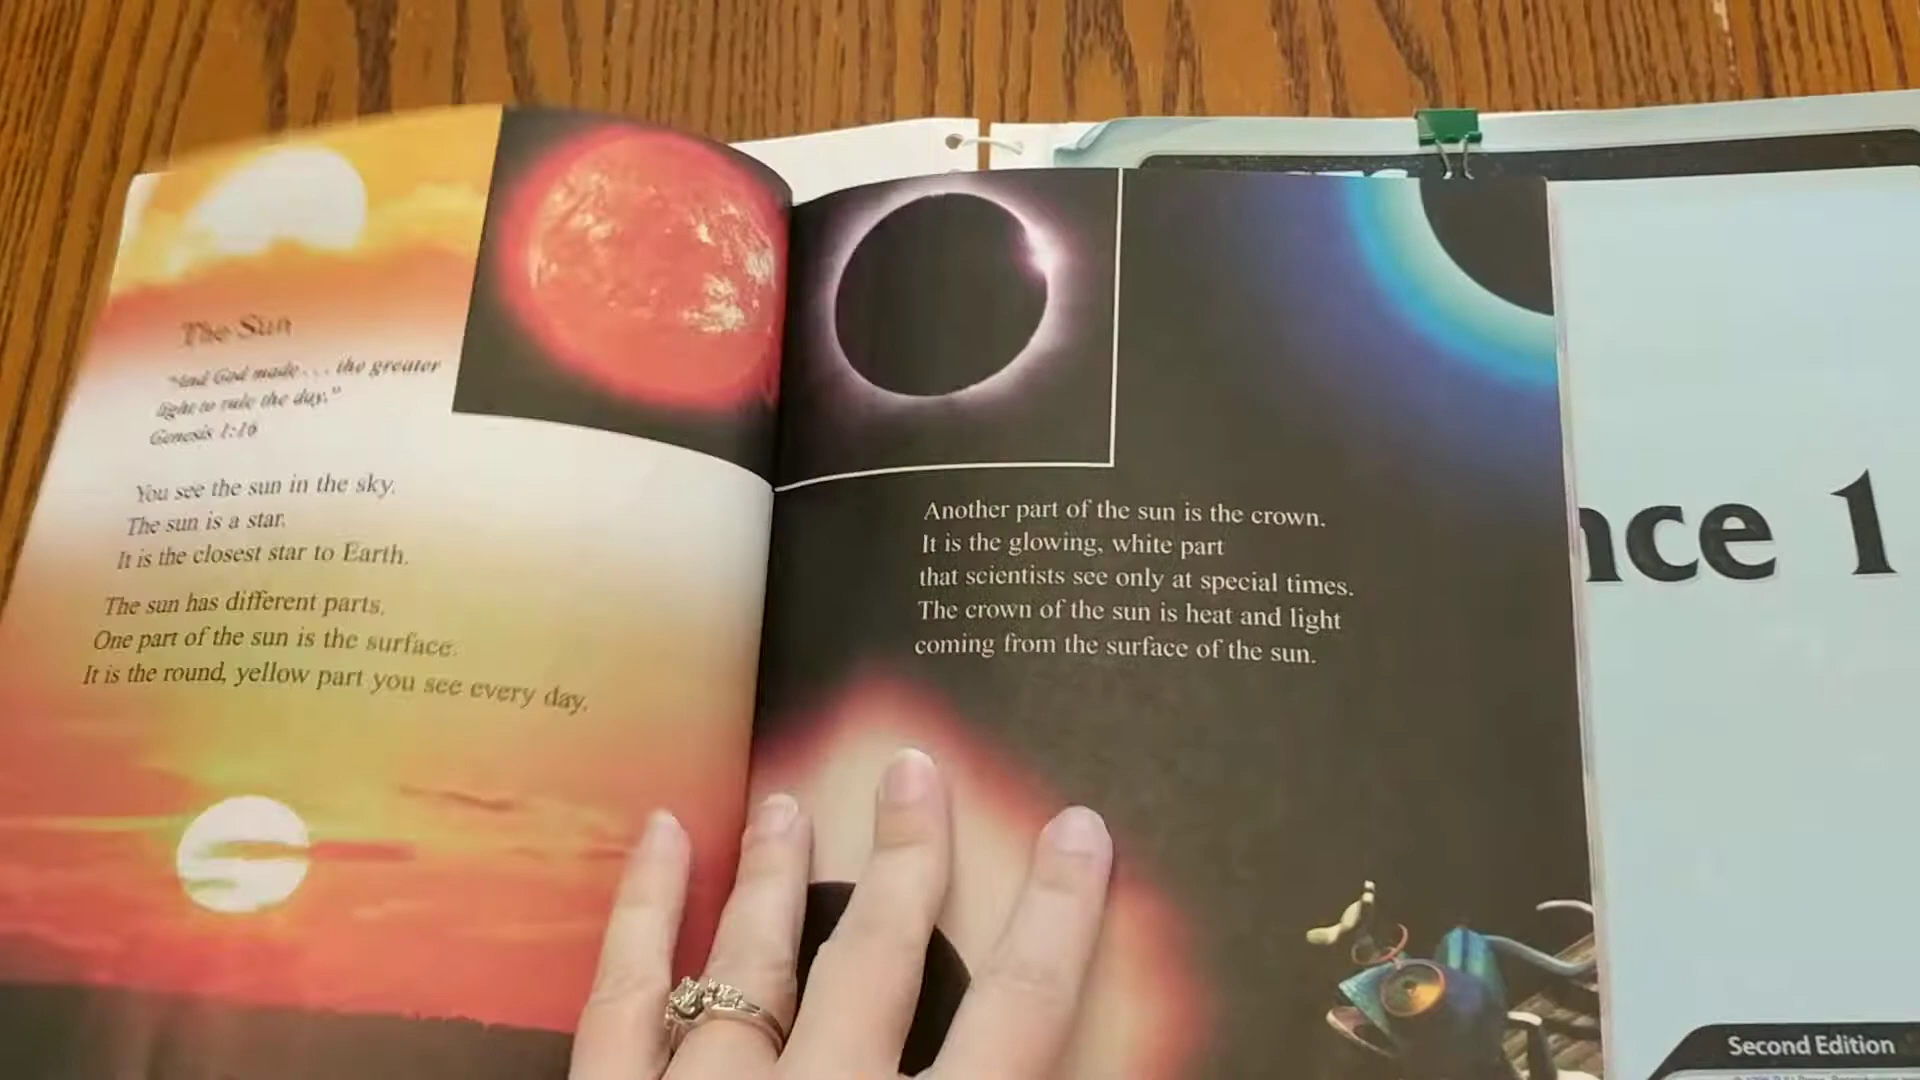 The Sun
"And God made . . . the greater
light to rule the day."
Genesis 1:16
You see the sun in the sky.
The sun is a star.
It is the closest star to Earth.
The sun has different parts.
One part of the sun is the surface.
It is the round, yellow part you see every day.
Another part of the sun is the crown.
It is the glowing, white part
that scientists see only at special times.
The crown of the sun is heat and light
coming from the surface of the sun.
nce 1
Second Edition